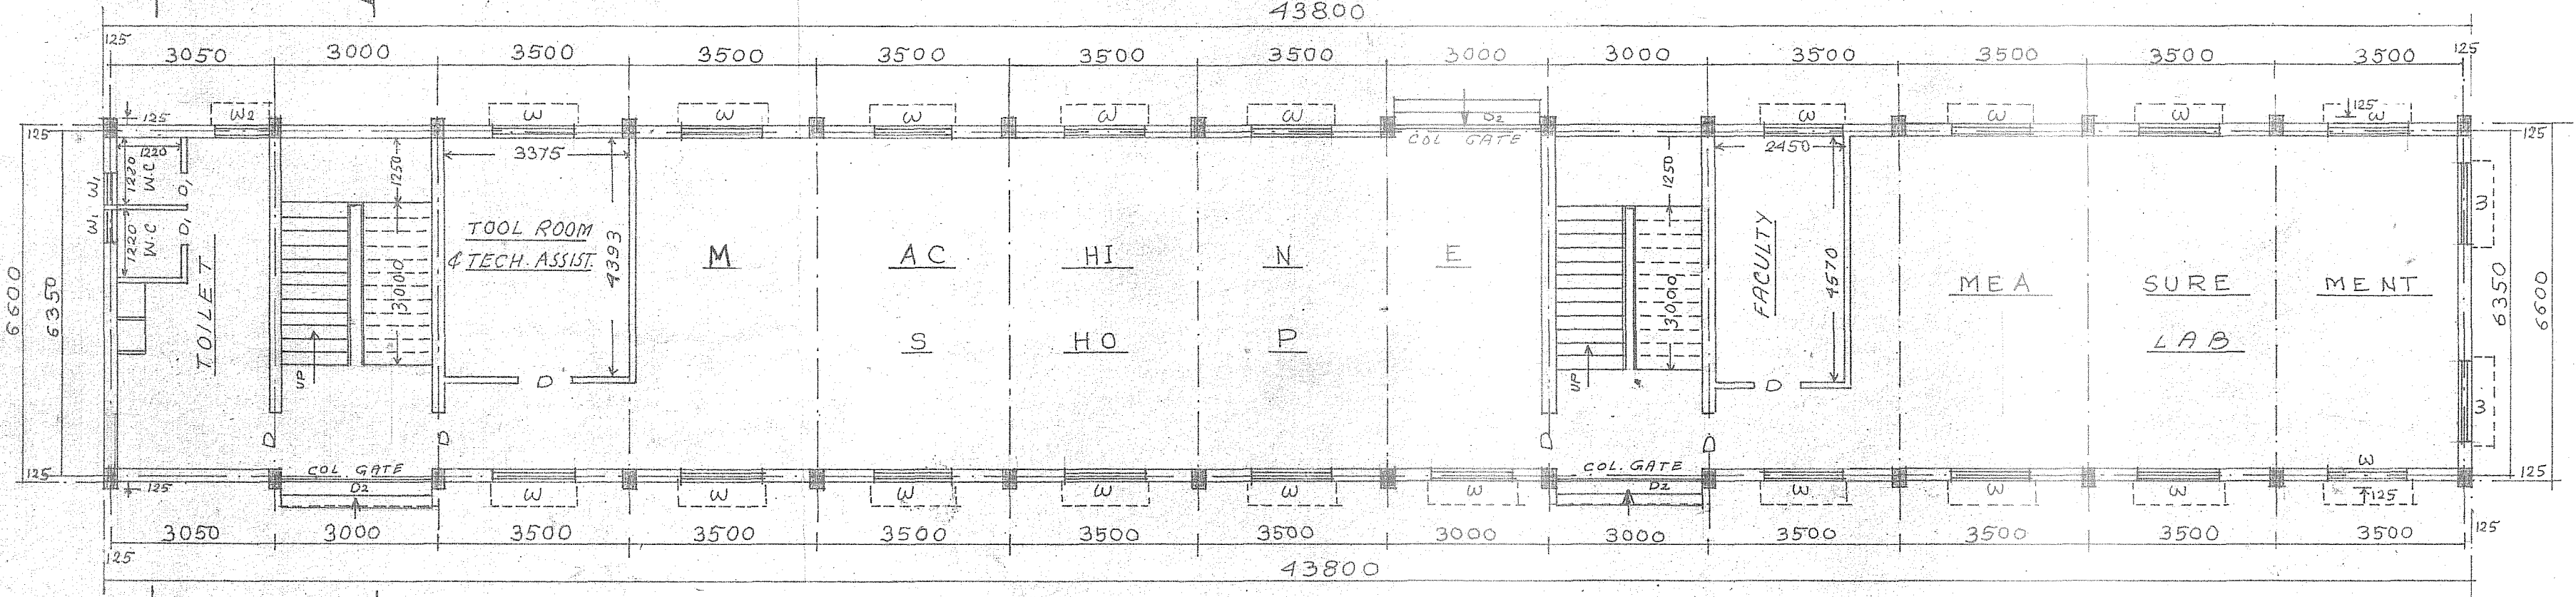 43800
125 3050 3000 3500 3500 3500 3500 3500 3000 3000 3500 3500 3500 3500 125
125 125 W2 W W W W W D2 W W W 125 W 125
COL GATE
1220 1250 3375 1250 2450
W1 1220 W.C D1
W1 1220 W.C D1
TOILET
TOOL ROOM
& TECH. ASSIST.
4393
3000
UP
D
M AC HI N E
S HO P
3000
UP
FACULTY
4570
D
MEA SURE MENT
LAB
3
3
6600 6350 6350 6600
D D D D
COL. GATE COL. GATE W
125 125 D2 W W W W W W D2 W W W 125 125
3050 3000 3500 3500 3500 3500 3500 3000 3000 3500 3500 3500 3500
125 125
43800